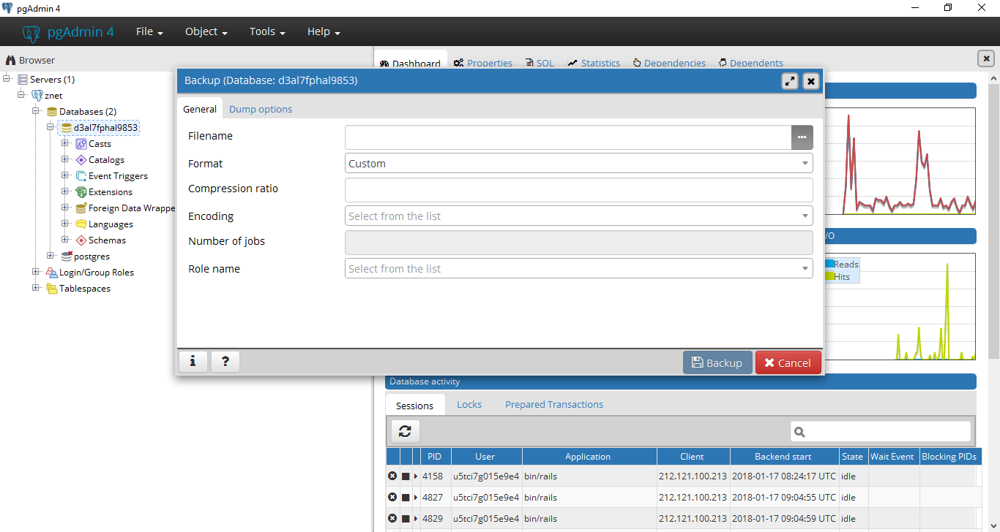 pgAdmin 4
pgAdmin 4 File Object Tools Help
Browser
Dashboard Properties SQL Statistics Dependencies Dependents
Servers (1)
znet
Databases (2)
d3al7fphal9853
Casts
Catalogs
Event Triggers
Extensions
Foreign Data Wrappe
Languages
Schemas
postgres
Login/Group Roles
Tablespaces
Backup (Database: d3al7fphal9853)
General Dump options
Filename
Format Custom
Compression ratio
Encoding Select from the list
Number of jobs
Role name Select from the list
i ? Backup Cancel
/O
Reads
Hits
Database activity
Sessions Locks Prepared Transactions
PID User Application Client Backend start State Wait Event Blocking PIDs
4158 u5tci7g015e9e4 bin/rails 212.121.100.213 2018-01-17 08:24:17 UTC idle
4827 u5tci7g015e9e4 bin/rails 212.121.100.213 2018-01-17 09:04:55 UTC idle
4829 u5tci7g015e9e4 bin/rails 212.121.100.213 2018-01-17 09:04:59 UTC idle